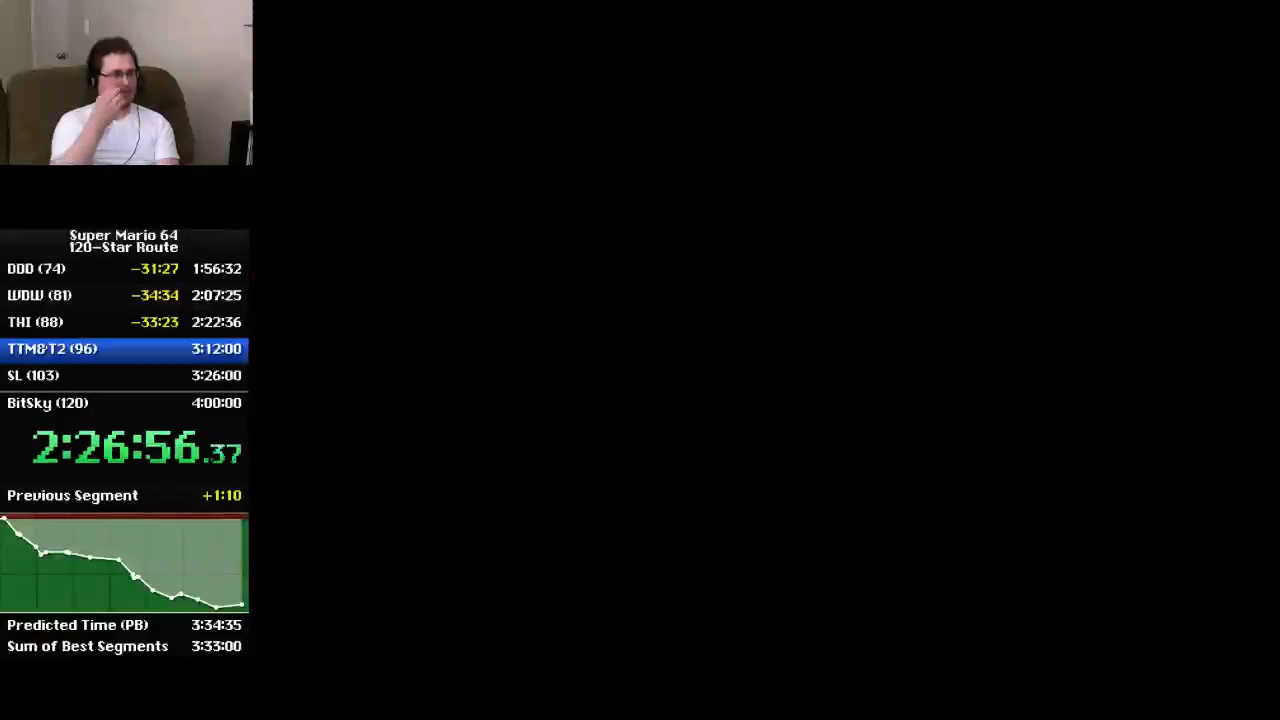 Super Mario 64
120-Star Route
DDD (74) -31:27 1:56:32
WDW (81) -34:34 2:07:25
THI (88) -33:23 2:22:36
TTM&T2 (96) 3:12:00
SL (103) 3:26:00
BitSky (120) 4:00:00
2:26:56.37
Previous Segment +1:10
Predicted Time (PB) 3:34:35
Sum of Best Segments 3:33:00